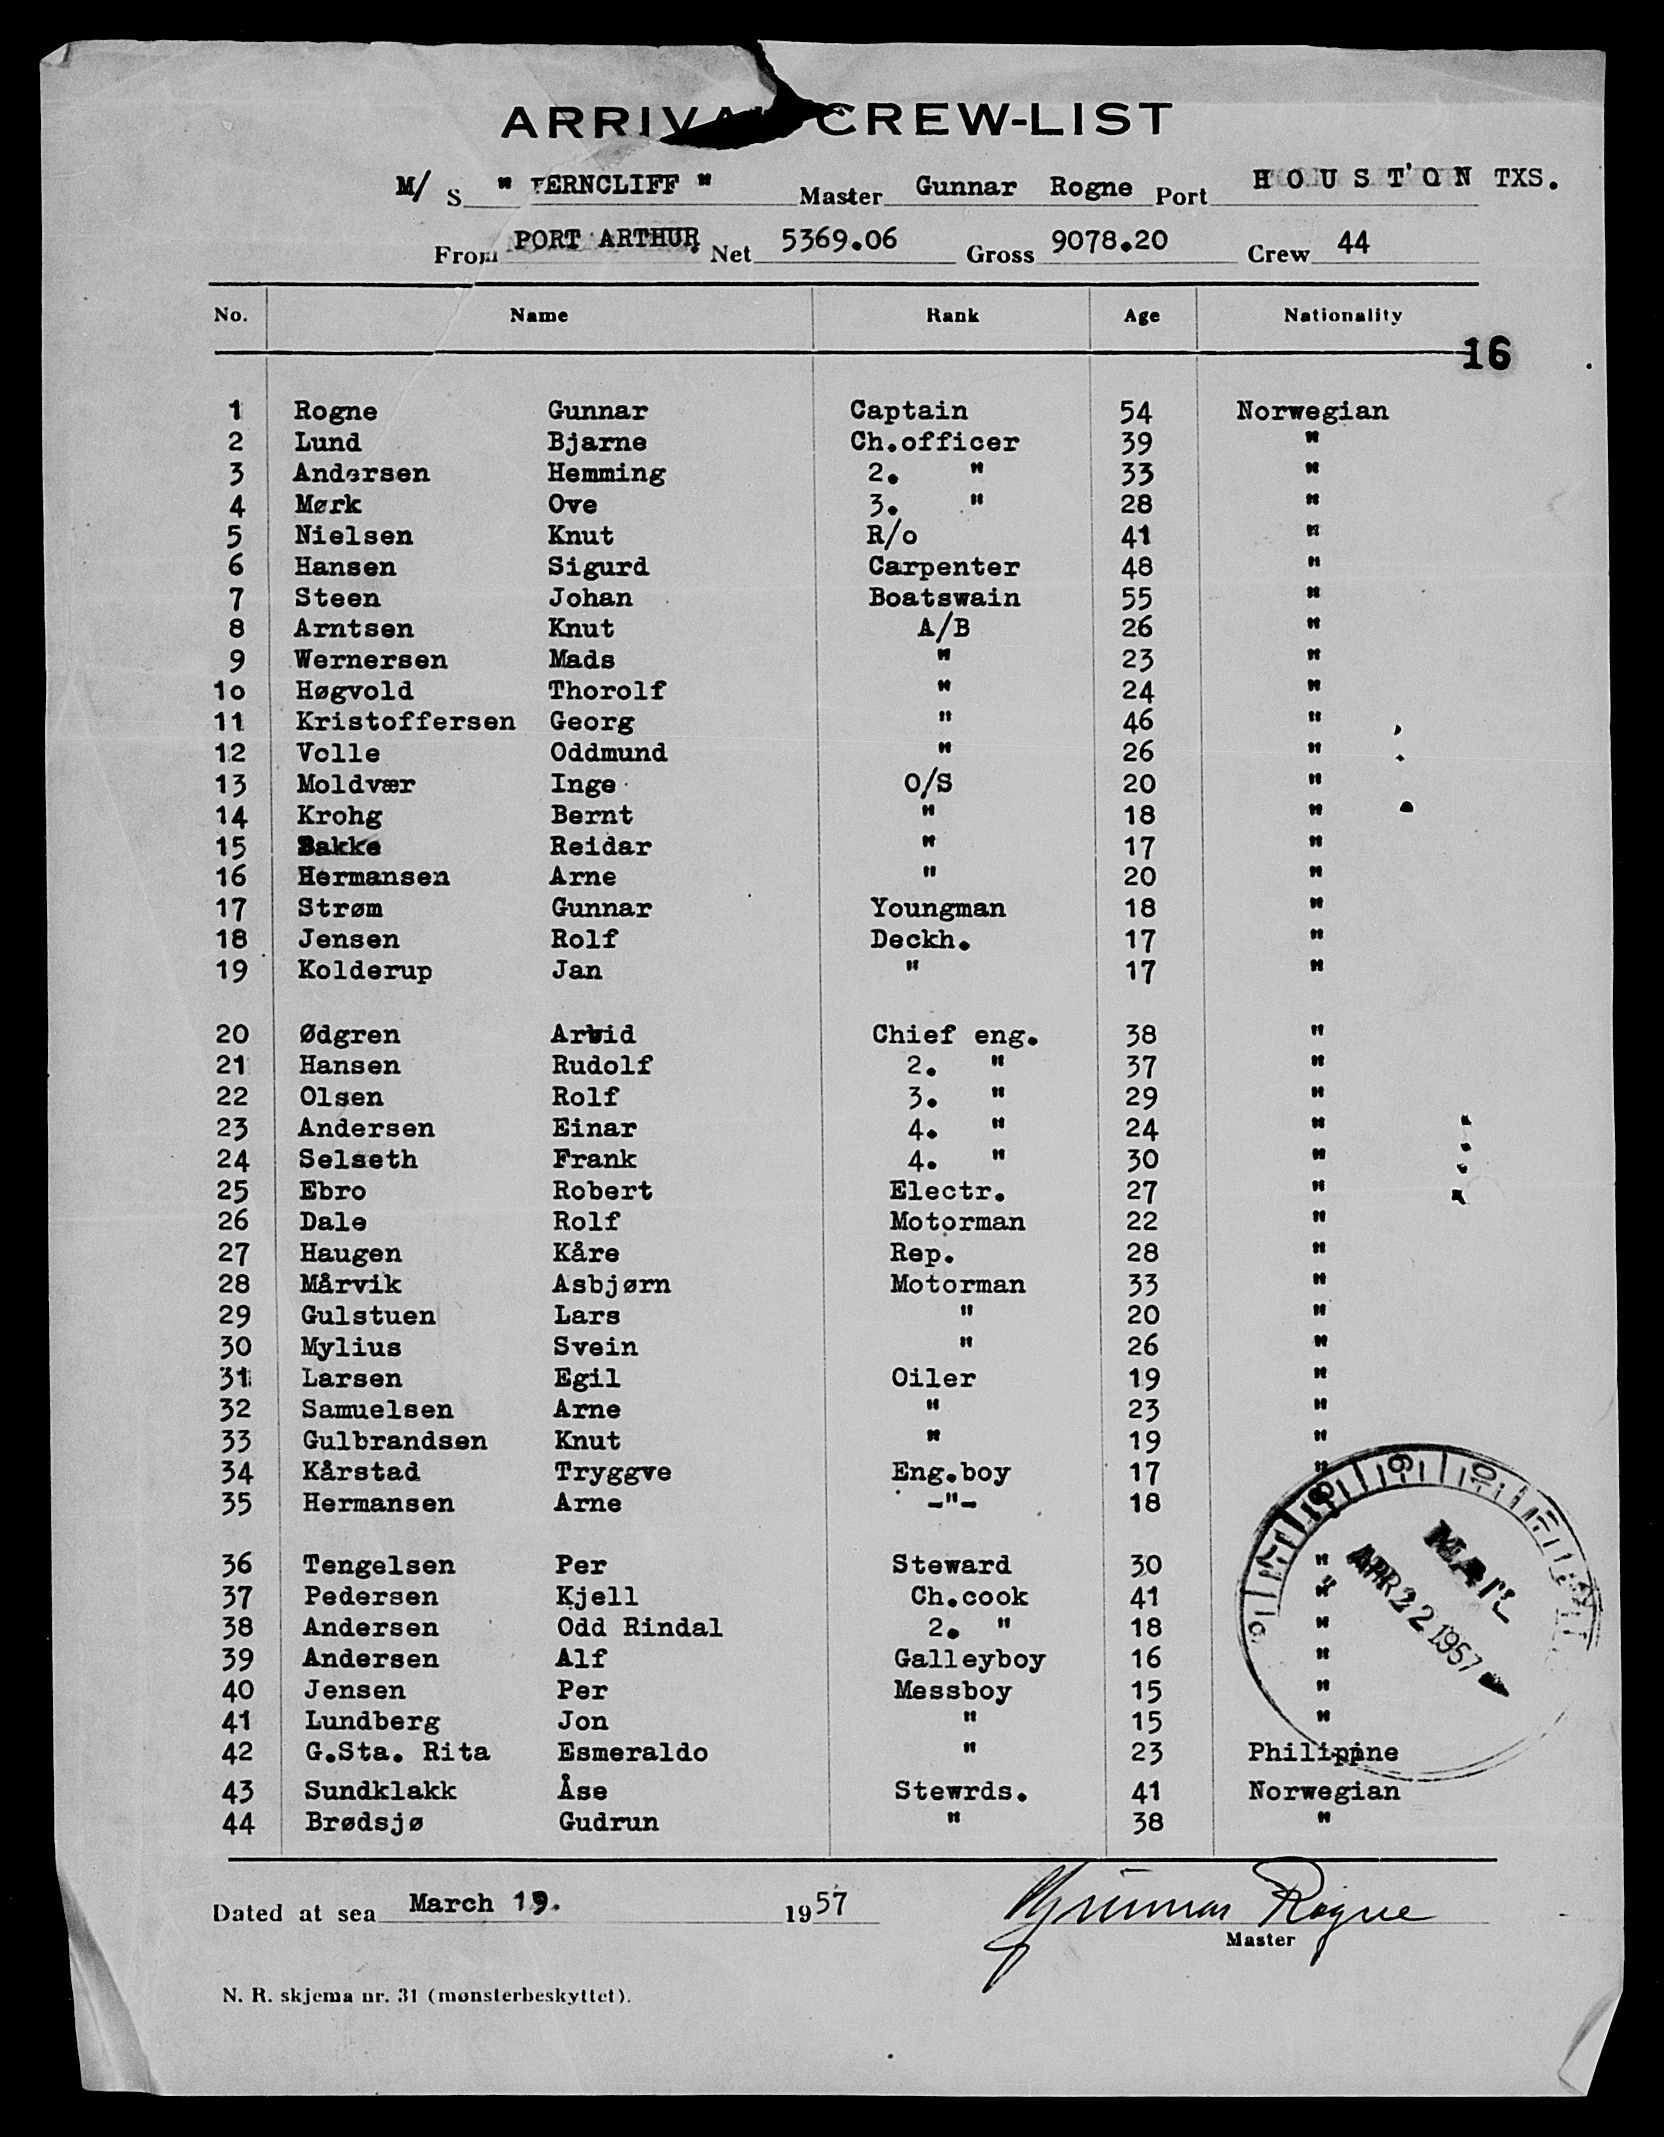 ARRIVAL CREW-LIST
M/S " FERNCLIFF " Master Gunnar Rogne Port HOUSTON TXS.
From PORT ARTHUR Net 5369.06 Gross 9078.20 Crew 44
No. Name Rank Age Nationality
16
1 Rogne Gunnar Captain 54 Norwegian
2 Lund Bjarne Ch.officer 39 "
3 Andersen Hemming 2. " 33 "
4 Mørk Ove 3. " 28 "
5 Nielsen Knut R/o 41 "
6 Hansen Sigurd Carpenter 48 "
7 Steen Johan Boatswain 55 "
8 Arntsen Knut A/B 26 "
9 Wernersen Mads " 23 "
1o Høgvold Thorolf " 24 "
11 Kristoffersen Georg " 46 "
12 Volle Oddmund " 26 "
13 Moldvær Inge O/S 20 "
14 Krohg Bernt " 18 "
15 Bakke Reidar " 17 "
16 Hermansen Arne " 20 "
17 Strøm Gunnar Youngman 18 "
18 Jensen Rolf Deckh. 17 "
19 Kolderup Jan " 17 "
20 Ødgren Arvid Chief eng. 38 "
21 Hansen Rudolf 2. " 37 "
22 Olsen Rolf 3. " 29 "
23 Andersen Einar 4. " 24 "
24 Selseth Frank 4. " 30 "
25 Ebro Robert Electr. 27 "
26 Dale Rolf Motorman 22 "
27 Haugen Kåre Rep. 28 "
28 Mårvik Asbjørn Motorman 33 "
29 Gulstuen Lars " 20 "
30 Mylius Svein " 26 "
31 Larsen Egil Oiler 19 "
32 Samuelsen Arne " 23 "
33 Gulbrandsen Knut " 19 "
34 Kårstad Tryggve Eng.boy 17 "
35 Hermansen Arne -"- 18
36 Tengelsen Per Steward 30 "
37 Pedersen Kjell Ch.cook 41 "
38 Andersen Odd Rindal 2. " 18 "
39 Andersen Alf Galleyboy 16 "
40 Jensen Per Messboy 15 "
41 Lundberg Jon " 15 "
42 G.Sta. Rita Esmeraldo " 23 Philippine
43 Sundklakk Åse Stewrds. 41 Norwegian
44 Brødsjø Gudrun " 38 "
APR 22 1957
Dated at sea March 19. 1957 Gunnar Rogne
Master
N. R. skjema nr. 31 (mønsterbeskyttet).